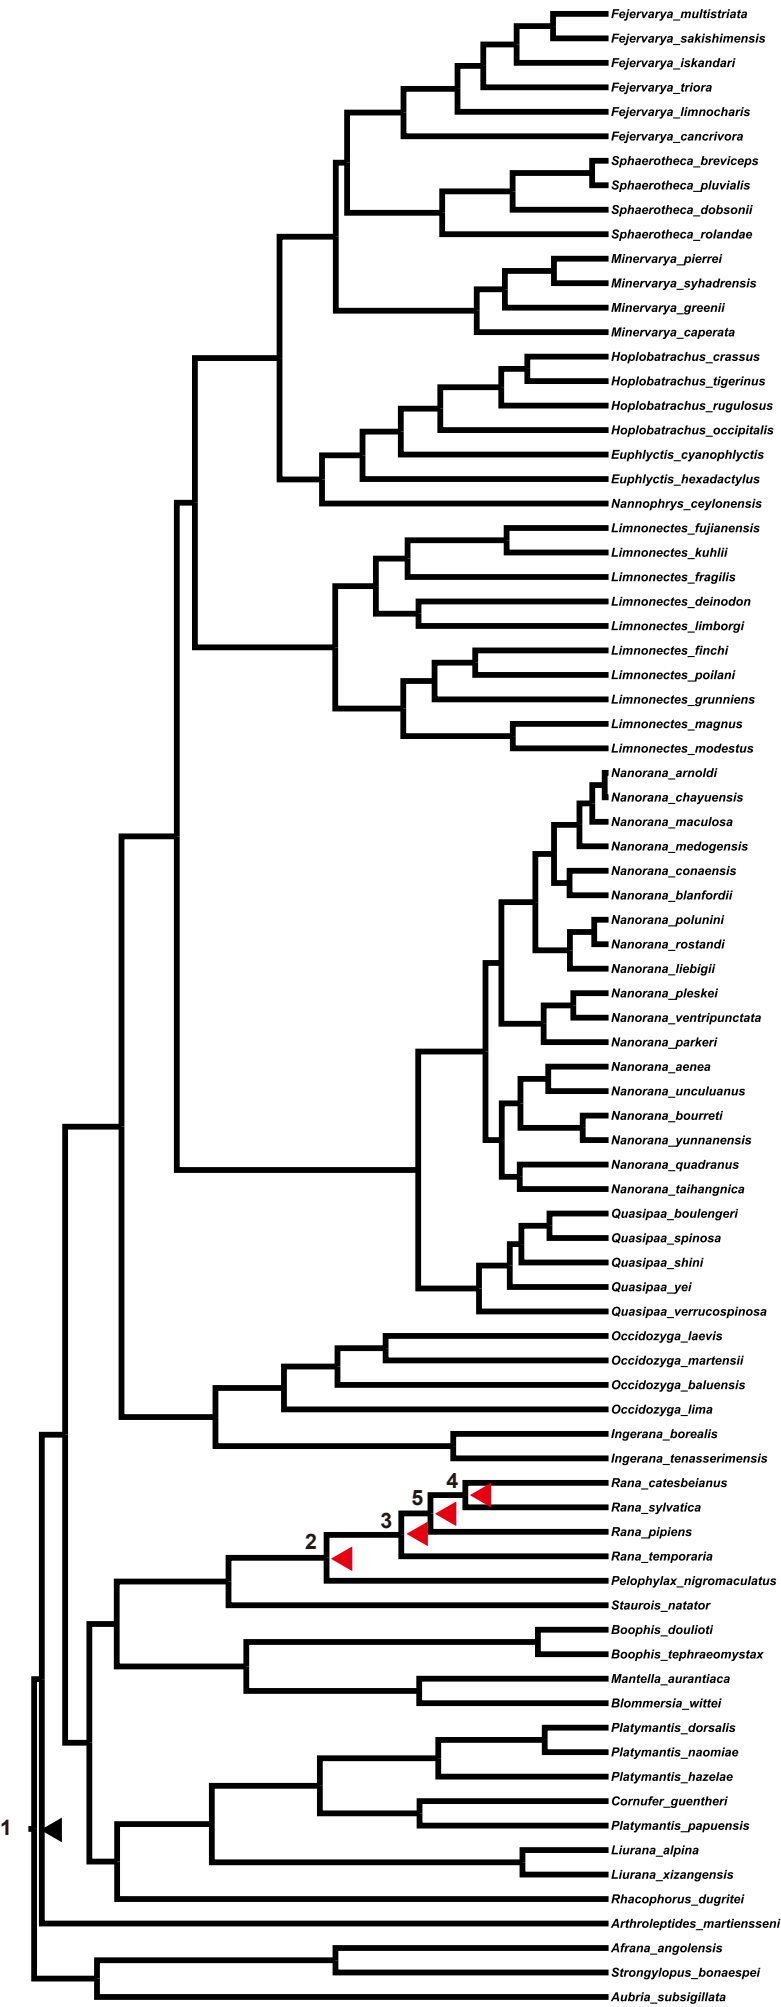 Fejervarya_multistriata
Fejervarya_sakishimensis
Fejervarya_iskandari
Fejervarya_triora
Fejervarya_limnocharis
Fejervarya_cancrivora
Sphaerotheca_breviceps
Sphaerotheca_pluvialis
Sphaerotheca_dobsonii
Sphaerotheca_rolandae
Minervarya_pierrei
Minervarya_syhadrensis
Minervarya_greenii
Minervarya_caperata
Hoplobatrachus_crassus
Hoplobatrachus_tigerinus
Hoplobatrachus_rugulosus
Hoplobatrachus_occipitalis
Euphlyctis_cyanophlyctis
Euphlyctis_hexadactylus
Nannophrys_ceylonensis
Limnonectes_fujianensis
Limnonectes_kuhlii
Limnonectes_fragilis
Limnonectes_deinodon
Limnonectes_limborgi
Limnonectes_finchi
Limnonectes_poilani
Limnonectes_grunniens
Limnonectes_magnus
Limnonectes_modestus
Nanorana_arnoldi
Nanorana_chayuensis
Nanorana_maculosa
Nanorana_medogensis
Nanorana_conaensis
Nanorana_blanfordii
Nanorana_polunini
Nanorana_rostandi
Nanorana_liebigii
Nanorana_pleskei
Nanorana_ventripunctata
Nanorana_parkeri
Nanorana_aenea
Nanorana_unculuanus
Nanorana_bourreti
Nanorana_yunnanensis
Nanorana_quadranus
Nanorana_taihangnica
Quasipaa_boulengeri
Quasipaa_spinosa
Quasipaa_shini
Quasipaa_yei
Quasipaa_verrucospinosa
Occidozyga_laevis
Occidozyga_martensii
Occidozyga_baluensis
Occidozyga_lima
Ingerana_borealis
Ingerana_tenasserimensis
4 Rana_catesbeianus
5 Rana_sylvatica
3 Rana_pipiens
2 Rana_temporaria
Pelophylax_nigromaculatus
Staurois_natator
Boophis_doulioti
Boophis_tephraeomystax
Mantella_aurantiaca
Blommersia_wittei
Platymantis_dorsalis
Platymantis_naomiae
Platymantis_hazelae
Cornufer_guentheri
1 Platymantis_papuensis
Liurana_alpina
Liurana_xizangensis
Rhacophorus_dugritei
Arthroleptides_martiensseni
Afrana_angolensis
Strongylopus_bonaespei
Aubria_subsigillata